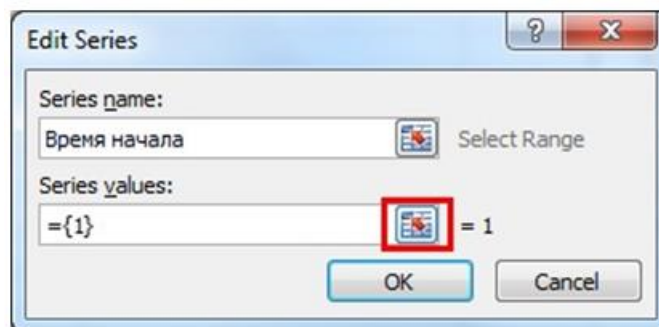 Edit Series
Series name:
Время начала
Select Range
Series values:
={1}
= 1
OK
Cancel